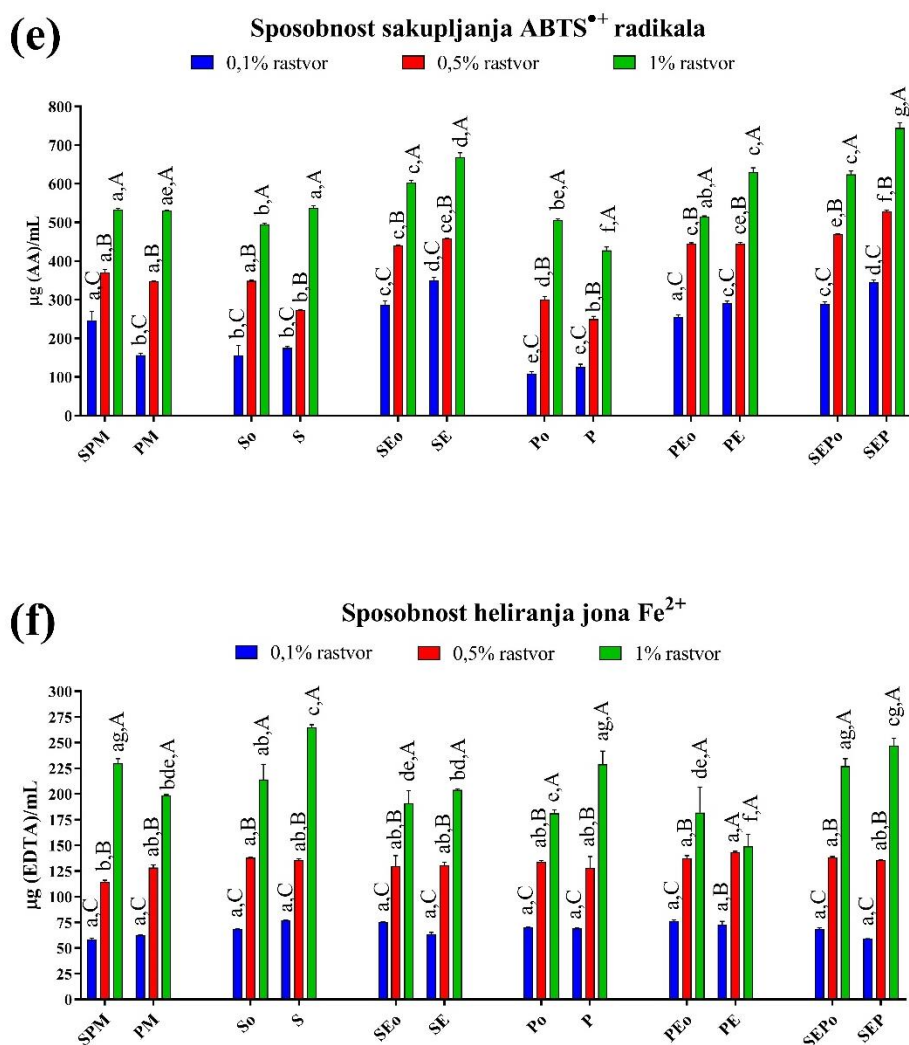 (e)
Sposobnost sakupljanja ABTS•+ radikala
0,1% rastvor 0,5% rastvor 1% rastvor
µg (AA)/mL
800
700
600
500
400
300
200
100
0
a,C a,B a,A
b,C a,B ae,A
b,C a,B b,A
b,C b,B a,A
c,C c,B c,A
d,C ce,B d,A
e,C d,B be,A
e,C b,B f,A
a,C c,B ab,A
c,C ce,B c,A
c,C e,B c,A
d,C f,B g,A
SPM PM So S SEo SE Po P PEo PE SEPo SEP
(f)
Sposobnost heliranja jona Fe2+
0,1% rastvor 0,5% rastvor 1% rastvor
µg (EDTA)/mL
300
275
250
225
200
175
150
125
100
75
50
25
0
a,C b,B ag,A
a,C ab,B bde,A
a,C a,B ab,A
a,C ab,B c,A
a,C ab,B de,A
a,C ab,B bd,A
a,C ab,B e,A
a,C ab,B ag,A
a,C a,B de,A
a,B a,A f,A
a,C a,B ag,A
a,C ab,B cg,A
SPM PM So S SEo SE Po P PEo PE SEPo SEP